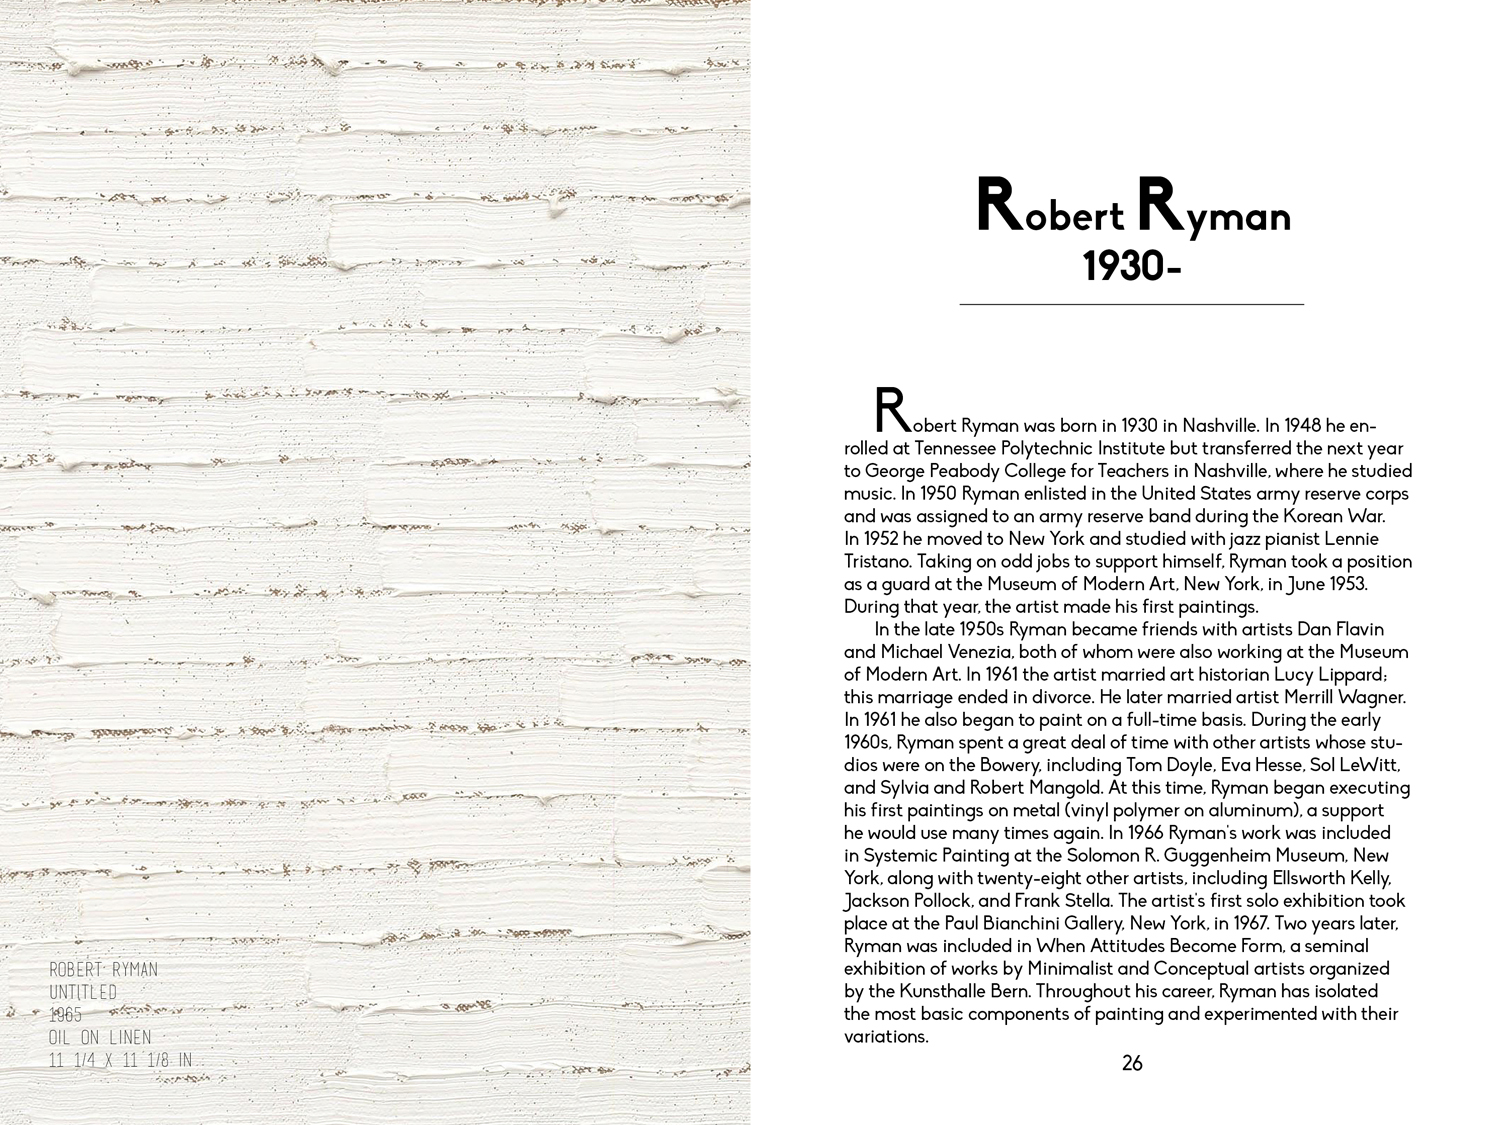 ROBERT RYMAN
UNTITLED
1965
OIL ON LINEN
11 1/4 X 11 1/8 IN
Robert Ryman
1930-
Robert Ryman was born in 1930 in Nashville. In 1948 he en-
rolled at Tennessee Polytechnic Institute but transferred the next year
to George Peabody College for Teachers in Nashville, where he studied
music. In 1950 Ryman enlisted in the United States army reserve corps
and was assigned to an army reserve band during the Korean War.
In 1952 he moved to New York and studied with jazz pianist Lennie
Tristano. Taking on odd jobs to support himself, Ryman took a position
as a guard at the Museum of Modern Art, New York, in June 1953.
During that year, the artist made his first paintings.
In the late 1950s Ryman became friends with artists Dan Flavin
and Michael Venezia, both of whom were also working at the Museum
of Modern Art. In 1961 the artist married art historian Lucy Lippard;
this marriage ended in divorce. He later married artist Merrill Wagner.
In 1961 he also began to paint on a full-time basis. During the early
1960s, Ryman spent a great deal of time with other artists whose stu-
dios were on the Bowery, including Tom Doyle, Eva Hesse, Sol LeWitt,
and Sylvia and Robert Mangold. At this time, Ryman began executing
his first paintings on metal (vinyl polymer on aluminum), a support
he would use many times again. In 1966 Ryman's work was included
in Systemic Painting at the Solomon R. Guggenheim Museum, New
York, along with twenty-eight other artists, including Ellsworth Kelly,
Jackson Pollock, and Frank Stella. The artist's first solo exhibition took
place at the Paul Bianchini Gallery, New York, in 1967. Two years later,
Ryman was included in When Attitudes Become Form, a seminal
exhibition of works by Minimalist and Conceptual artists organized
by the Kunsthalle Bern. Throughout his career, Ryman has isolated
the most basic components of painting and experimented with their
variations.
26